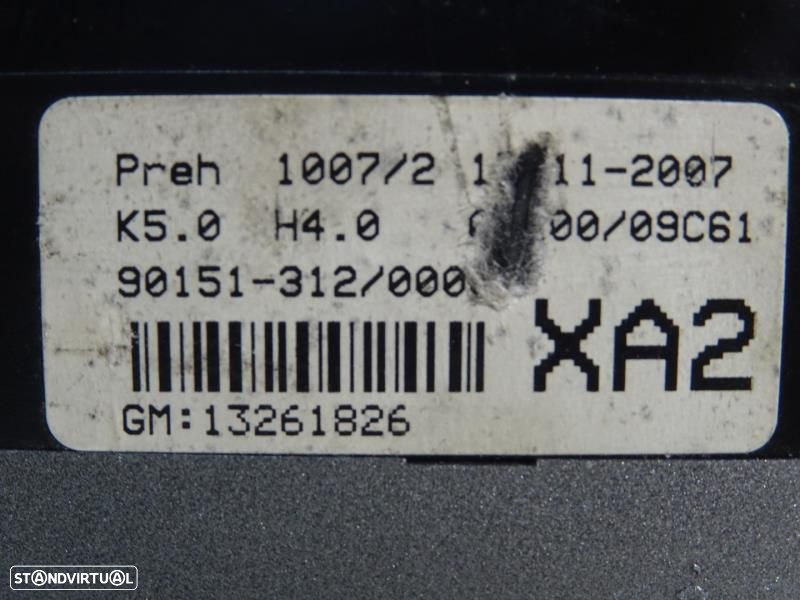 Preh 1007/2 11-2007
K5.0 H4.0 00/09C61
90151-312/000
XA2
GM:13261826
STANDVIRTUAL